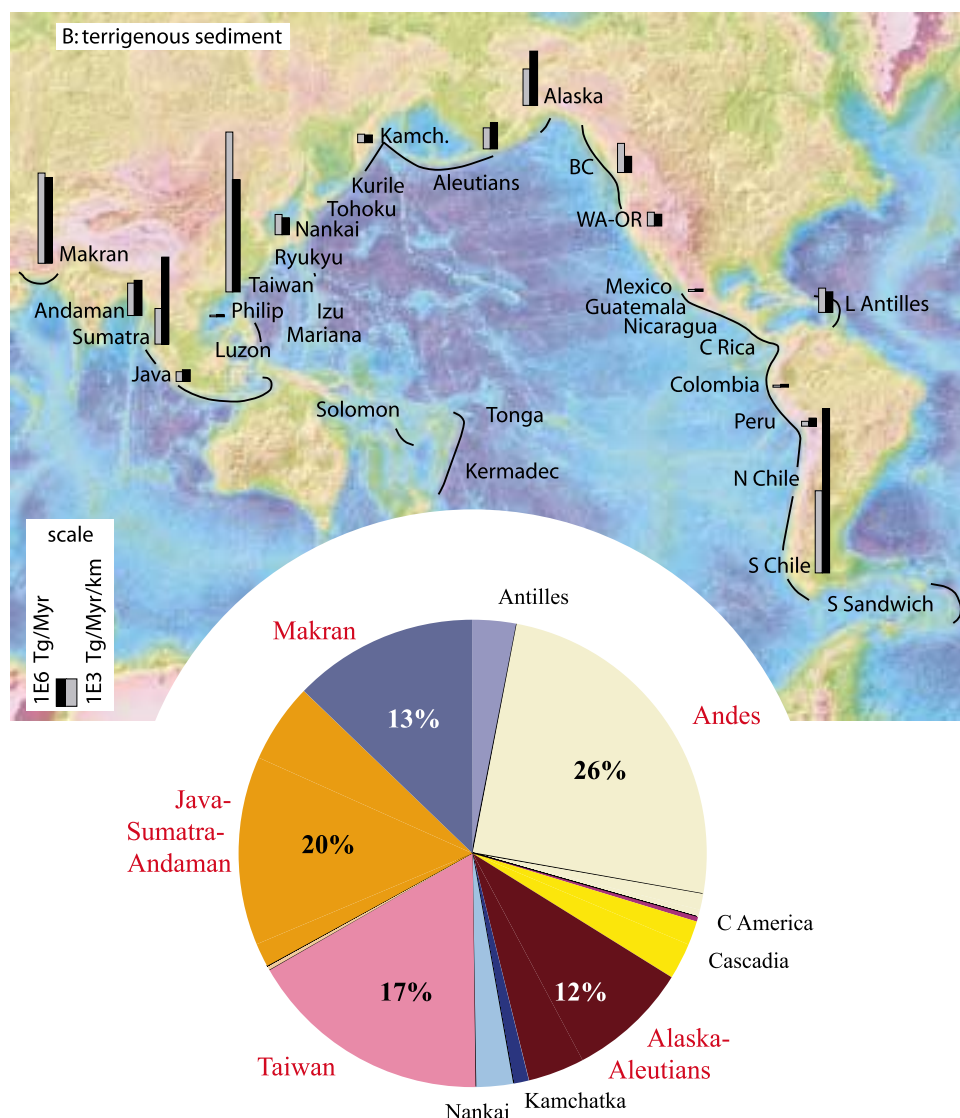 B: terrigenous sediment
Alaska
Kamch.
Aleutians
BC
Kurile
Tohoku
WA-OR
Nankai
Makran
Ryukyu
Taiwan
Mexico
Andaman
Philip
Izu
Guatemala
L Antilles
Sumatra
Mariana
Nicaragua
Luzon
C Rica
Java
Colombia
Solomon
Tonga
Peru
Kermadec
N Chile
scale
S Chile
S Sandwich
1E6 Tg/Myr
1E3 Tg/Myr/km
Antilles
Makran
Andes
13%
26%
Java-
Sumatra-
Andaman
20%
C America
Cascadia
17%
12%
Alaska-
Aleutians
Taiwan
Kamchatka
Nankai